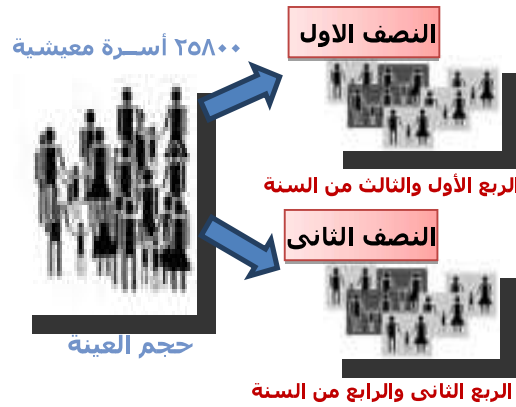 ٢٥٨٠٠ أســرة معيشية
النصف الاول
الربع الأول والثالث من السنة
النصف الثانى
حجم العينة
الربع الثانى والرابع من السنة